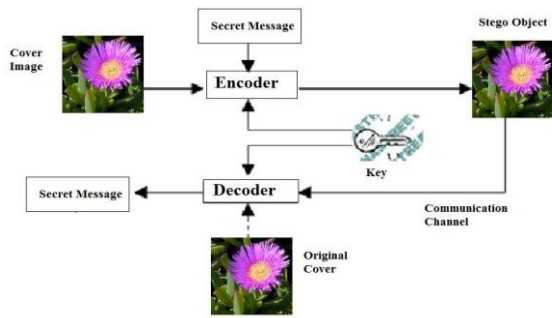 Secret Message
Stego Object
Cover
Image
Encoder
Key
Secret Message
Decoder
Communication
Channel
Original
Cover